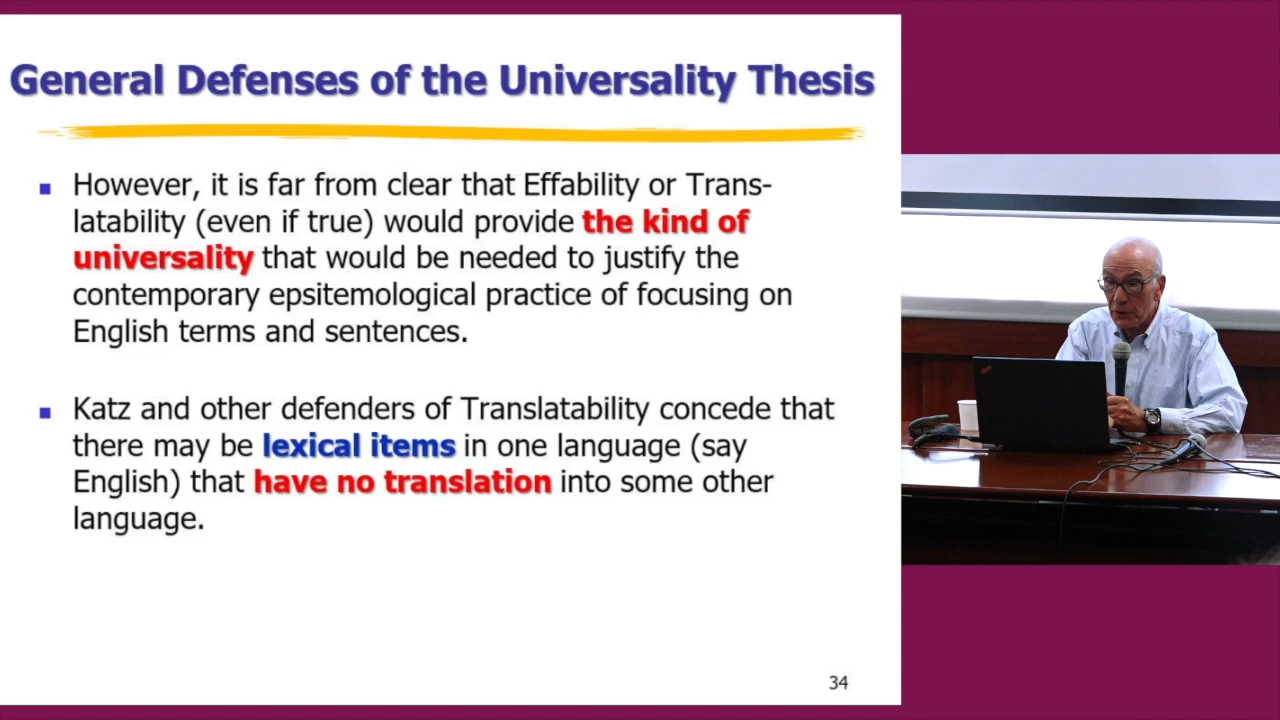 General Defenses of the Universality Thesis
However, it is far from clear that Effability or Trans-
latability (even if true) would provide the kind of
universality that would be needed to justify the
contemporary epsitemological practice of focusing on
English terms and sentences.
Katz and other defenders of Translatability concede that
there may be lexical items in one language (say
English) that have no translation into some other
language.
34